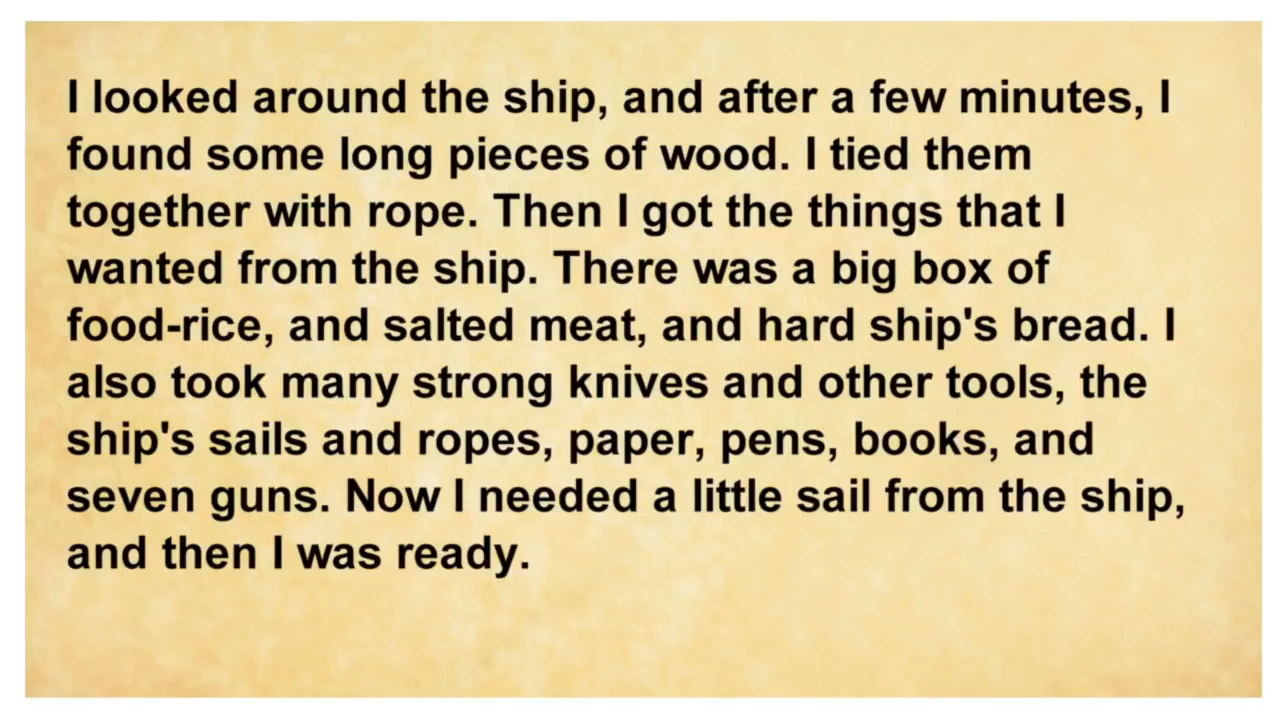 I looked around the ship, and after a few minutes, I
found some long pieces of wood. I tied them
together with rope. Then I got the things that I
wanted from the ship. There was a big box of
food-rice, and salted meat, and hard ship's bread. I
also took many strong knives and other tools, the
ship's sails and ropes, paper, pens, books, and
seven guns. Now I needed a little sail from the ship,
and then I was ready.